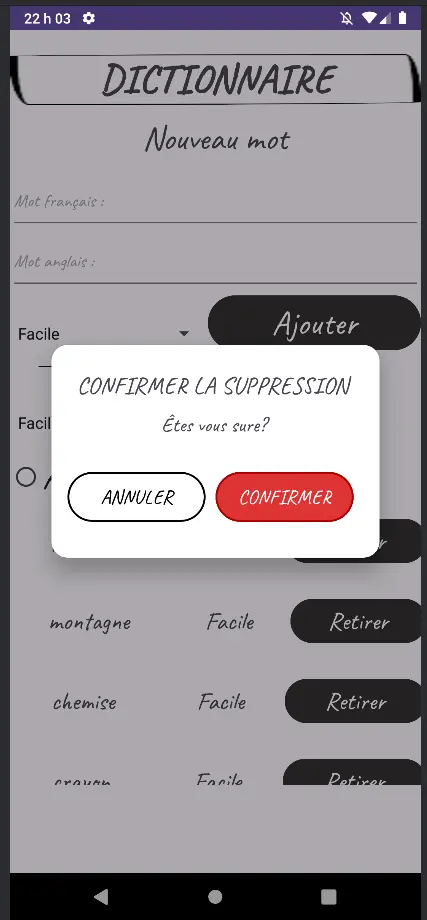 22 h 03
DICTIONNAIRE
Nouveau mot
Mot français :
Mot anglais :
Facile
Ajouter
CONFIRMER LA SUPPRESSION
Êtes vous sure?
Facil
ANNULER
CONFIRMER
montagne Facile Retirer
chemise Facile Retirer
crayon Facile Retirer